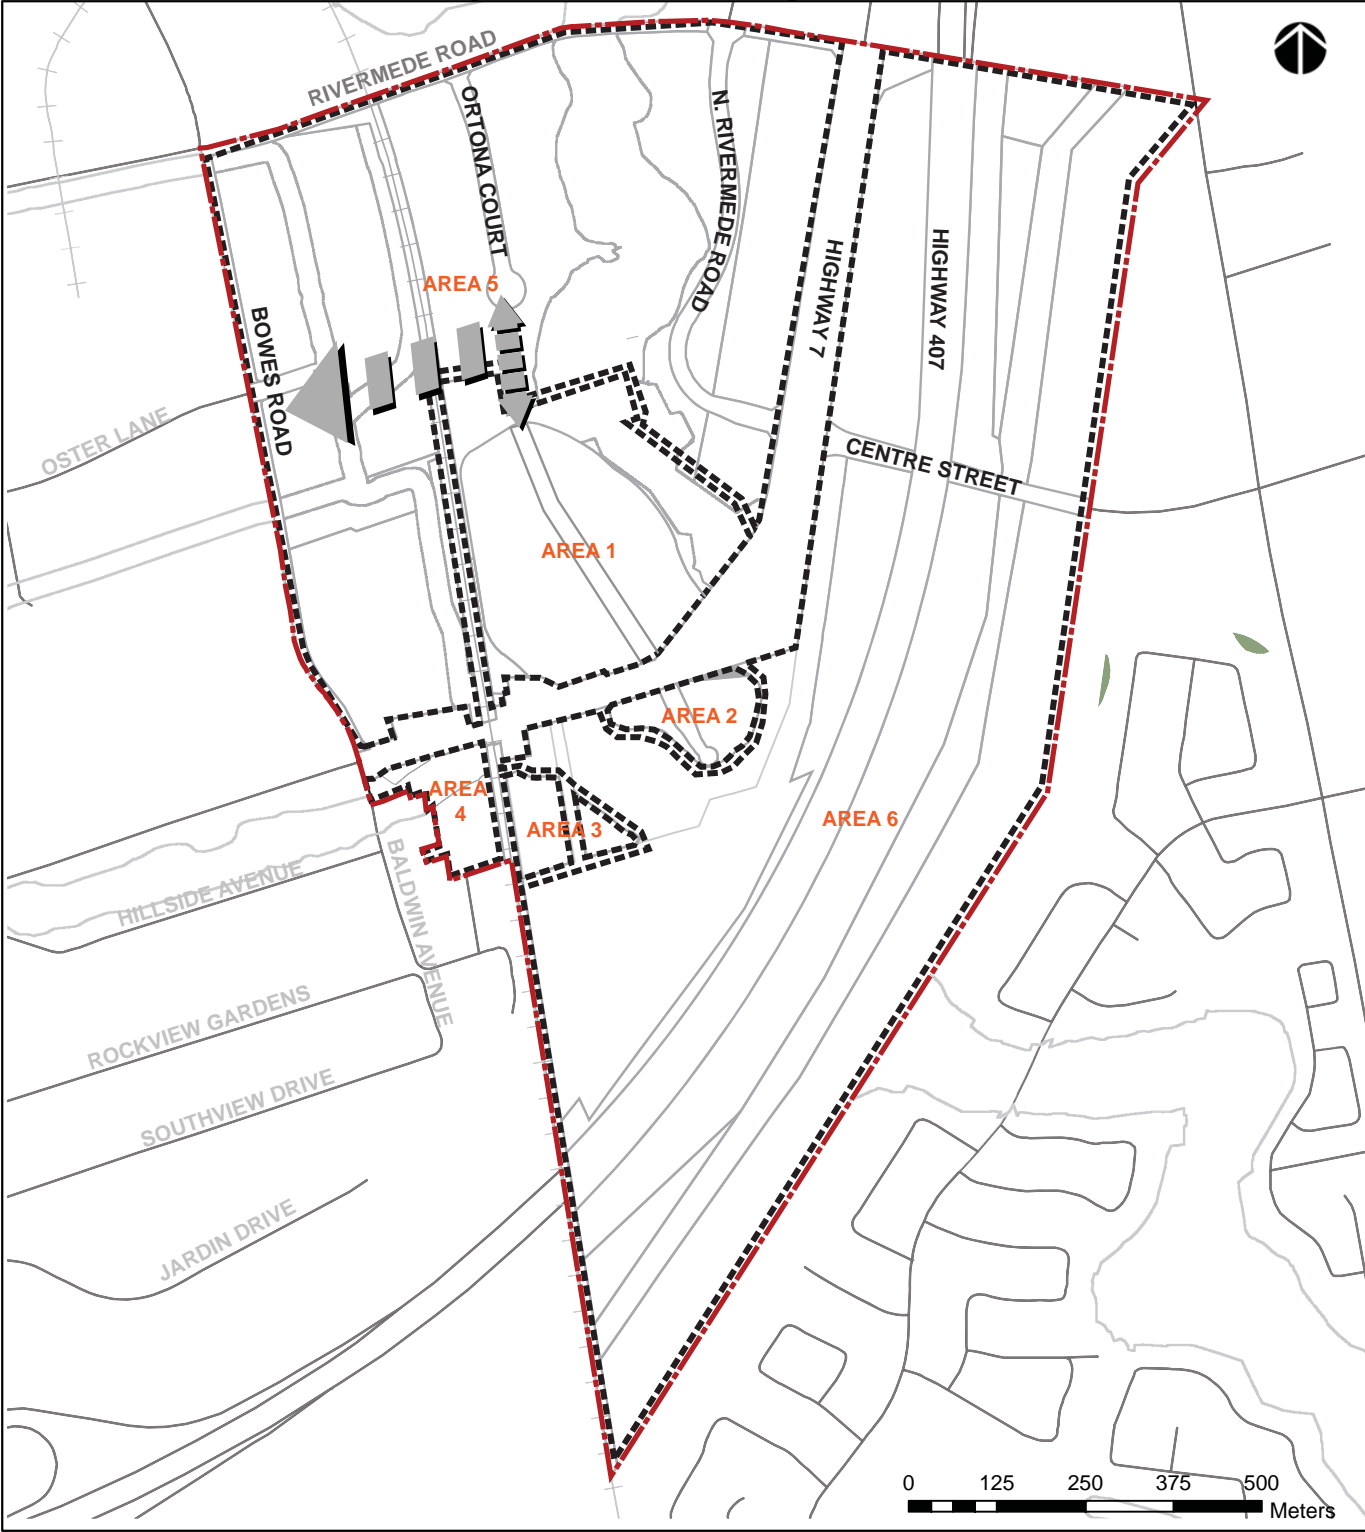 RIVERMEDE ROAD
ORTONA COURT
N. RIVERMEDE ROAD
HIGHWAY 7
HIGHWAY 407
AREA 5
BOWES ROAD
OSTER LANE
CENTRE STREET
AREA 1
AREA 2
AREA
4
AREA 3
AREA 6
BALDWIN AVENUE
HILLSIDE AVENUE
ROCKVIEW GARDENS
SOUTHVIEW DRIVE
JARDIN DRIVE
0 125 250 375 500
Meters